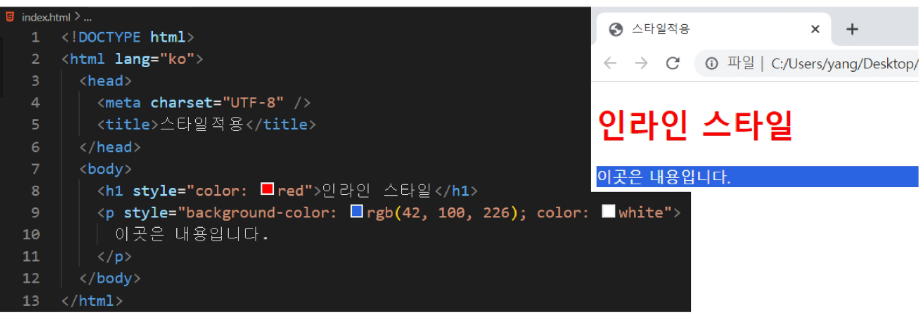 index.html > ...
1 <!DOCTYPE html>
2 <html lang="ko">
3 <head>
4 <meta charset="UTF-8" />
5 <title>스타일적용</title>
6 </head>
7 <body>
8 <h1 style="color: red">인라인 스타일</h1>
9 <p style="background-color: rgb(42, 100, 226); color: white">
10 이곳은 내용입니다.
11 </p>
12 </body>
13 </html>
스타일적용
파일 | C:/Users/yang/Desktop/
인라인 스타일
이곳은 내용입니다.